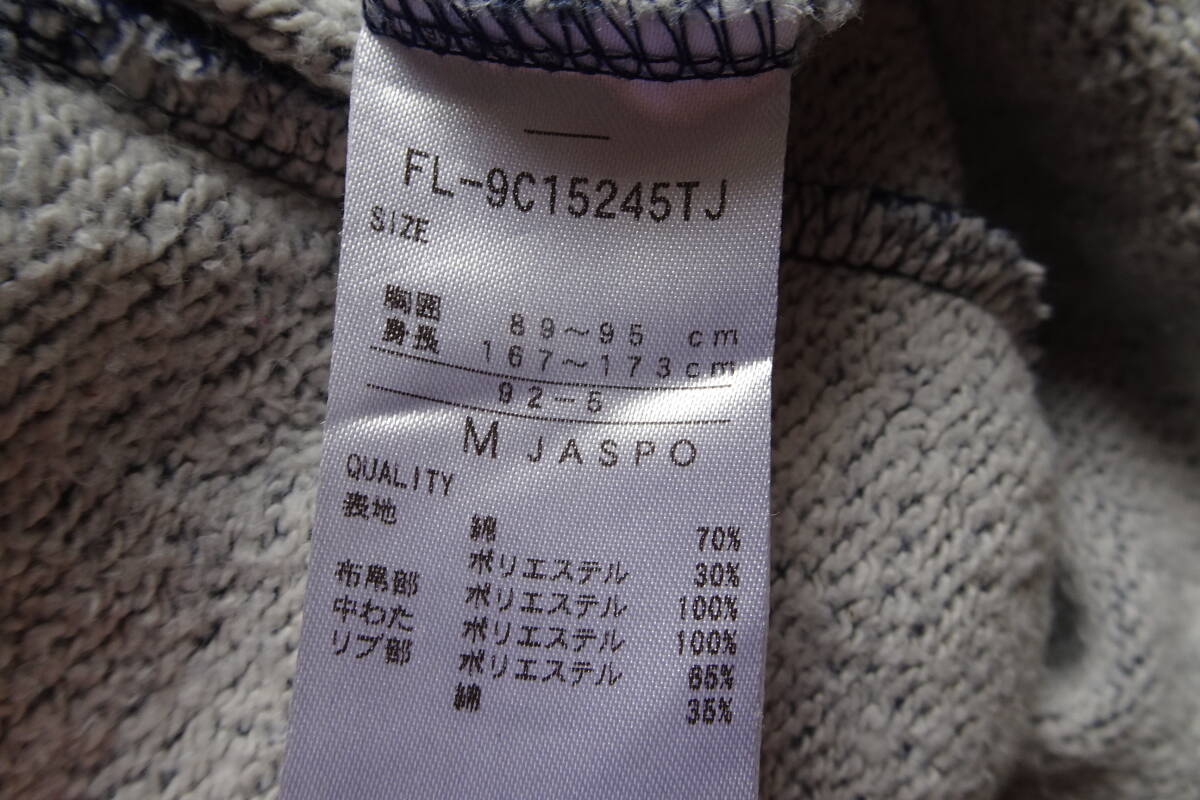 FL-9C15245TJ
SIZE
胸囲 89～95 cm
身長 167～173cm
92-5
M JASPO
QUALITY
表地 綿 70%
ポリエステル 30%
布帛部 ポリエステル 100%
中わた ポリエステル 100%
リブ部 ポリエステル 65%
綿 35%